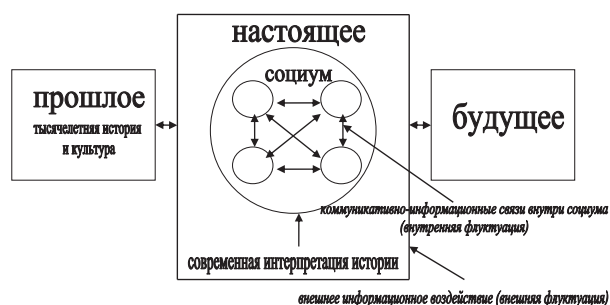 настоящее
социум
прошлое
тысячелетняя история
и культура
будущее
коммуникативно-информационные связи внутри социума
(внутренняя флуктуация)
современная интерпретация истории
внешнее информационное воздействие (внешняя флуктуация)